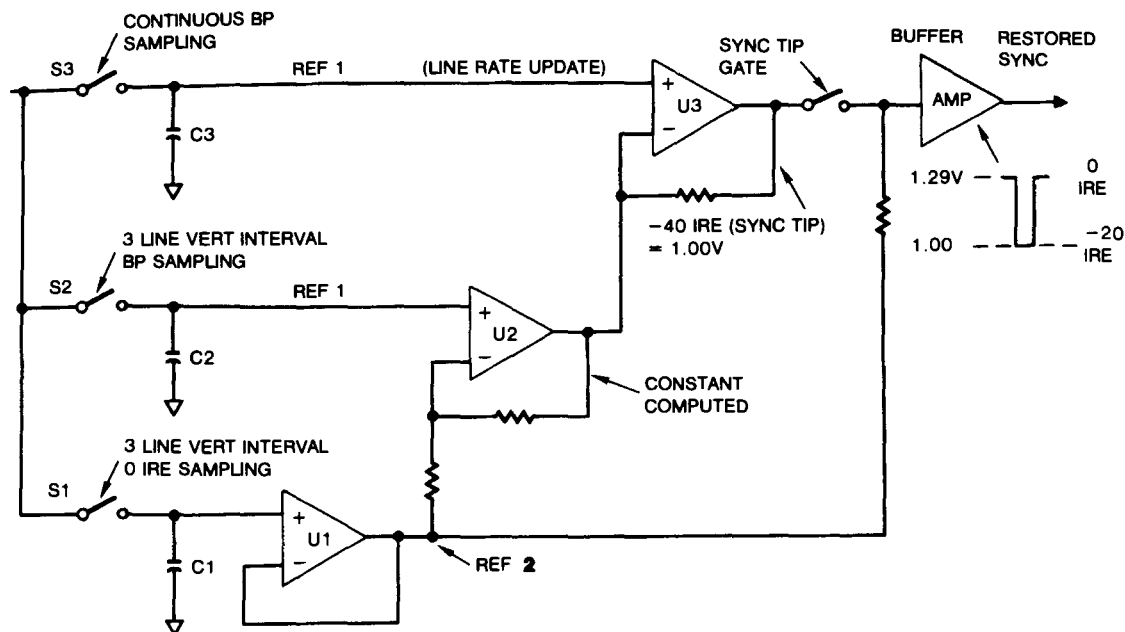 CONTINUOUS BP
SAMPLING
S3
REF 1
(LINE RATE UPDATE)
C3
+
U3
−
SYNC TIP
GATE
BUFFER
AMP
RESTORED
SYNC
1.29V
0
IRE
1.00
−20
IRE
−40 IRE (SYNC TIP)
= 1.00V
3 LINE VERT INTERVAL
BP SAMPLING
S2
REF 1
C2
+
U2
−
CONSTANT
COMPUTED
3 LINE VERT INTERVAL
0 IRE SAMPLING
S1
C1
+
U1
−
REF 2